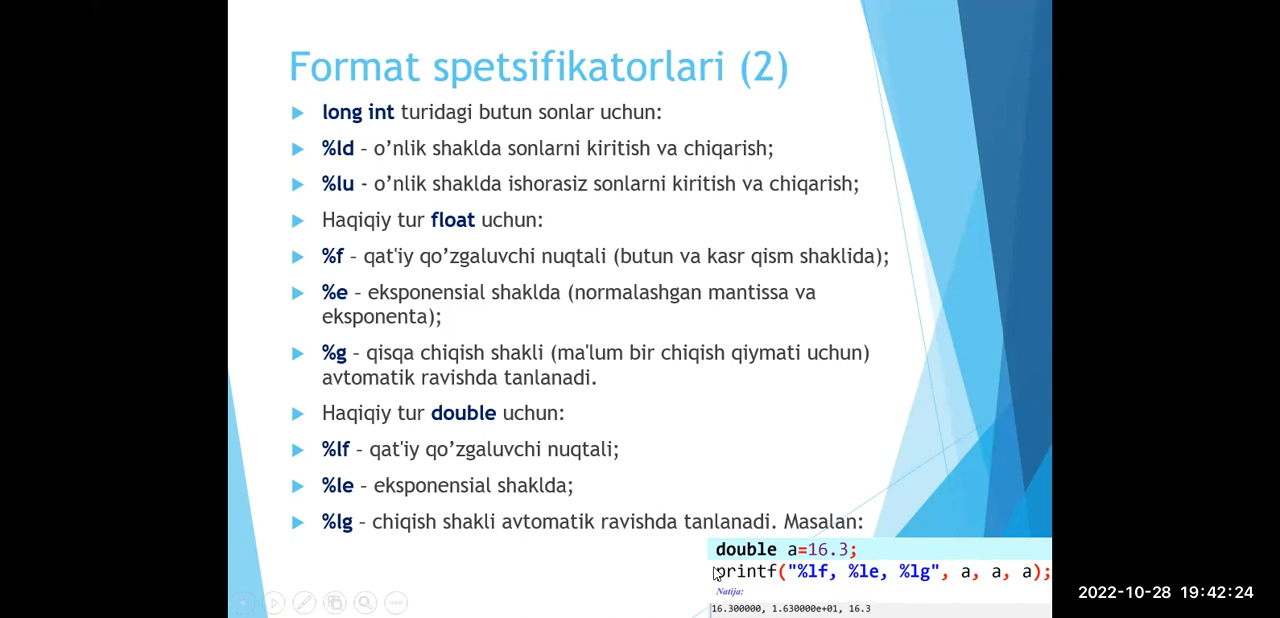 Format spetsifikatorlari (2)
long int turidagi butun sonlar uchun:
%ld – o’nlik shaklda sonlarni kiritish va chiqarish;
%lu - o’nlik shaklda ishorasiz sonlarni kiritish va chiqarish;
Haqiqiy tur float uchun:
%f – qat'iy qo’zgaluvchi nuqtali (butun va kasr qism shaklida);
%e – eksponensial shaklda (normalashgan mantissa va
eksponenta);
%g – qisqa chiqish shakli (ma'lum bir chiqish qiymati uchun)
avtomatik ravishda tanlanadi.
Haqiqiy tur double uchun:
%lf – qat'iy qo’zgaluvchi nuqtali;
%le – eksponensial shaklda;
%lg – chiqish shakli avtomatik ravishda tanlanadi. Masalan:
double a=16.3;
printf("%lf, %le, %lg", a, a, a);
Natija:
16.300000, 1.630000e+01, 16.3
2022-10-28 19:42:24